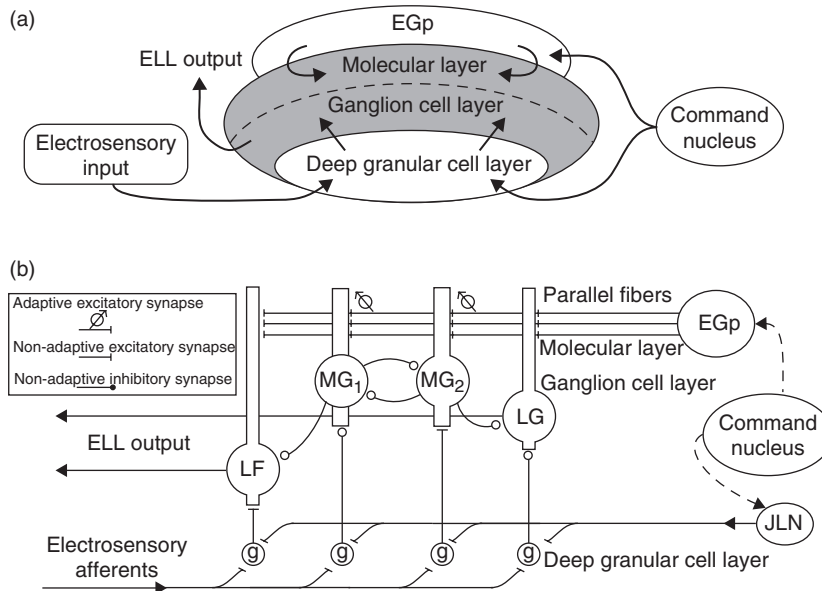 (a)
EGp
ELL output
Molecular layer
Ganglion cell layer
Command
nucleus
Electrosensory
input
Deep granular cell layer
(b)
Adaptive excitatory synapse
Non-adaptive excitatory synapse
Non-adaptive inhibitory synapse
Parallel fibers
EGp
Molecular layer
MG1
MG2
Ganglion cell layer
LG
Command
nucleus
ELL output
LF
JLN
Electrosensory
afferents
g
g
g
g
Deep granular cell layer